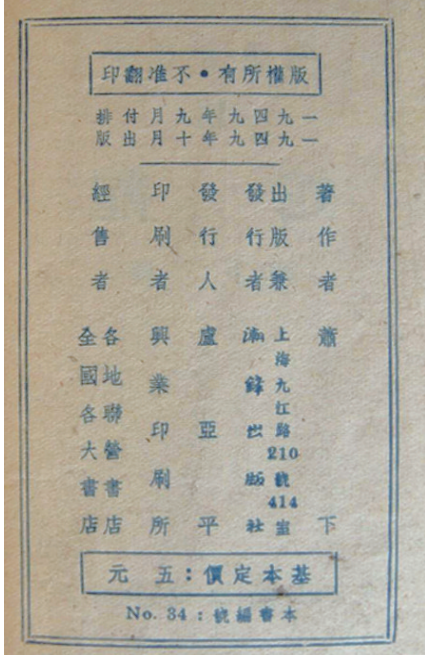 版權所有•不准翻印
一九四九年九月付排
一九四九年十月出版
著作者 蕭下
出版兼發行者 上海九江路210號414室
潮鋒出版社
發行人 盧亞平
印刷者 興業印刷所
經售者 各地聯營書店
全國各大書店
基本定價：五元
本書編號：No. 34